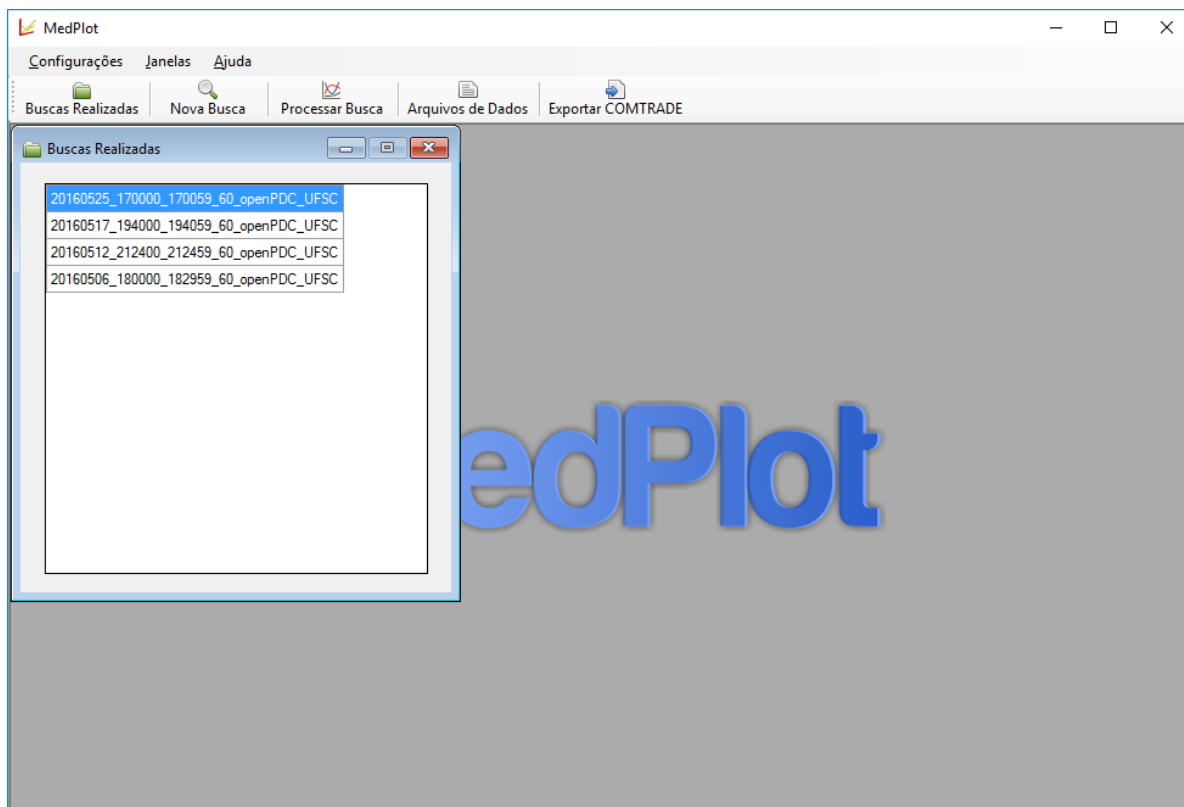 MedPlot
Configurações Janelas Ajuda
Buscas Realizadas Nova Busca Processar Busca Arquivos de Dados Exportar COMTRADE
Buscas Realizadas
20160525_170000_170059_60_openPDC_UFSC
20160517_194000_194059_60_openPDC_UFSC
20160512_212400_212459_60_openPDC_UFSC
20160506_180000_182959_60_openPDC_UFSC
edPlot